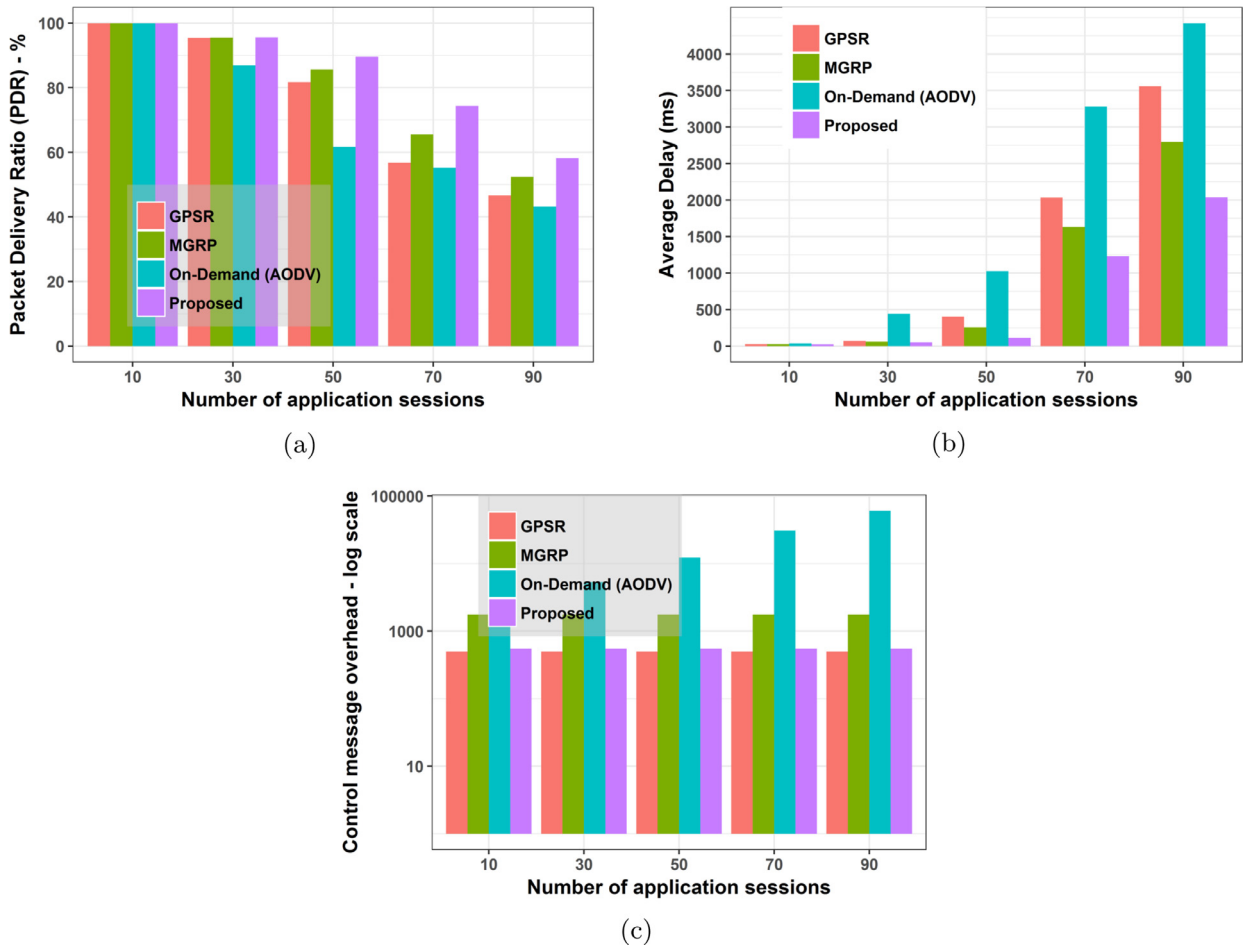 Packet Delivery Ratio (PDR) - %
100
80
60
40
20
0
GPSR
MGRP
On-Demand (AODV)
Proposed
10 30 50 70 90
Number of application sessions
(a)
Average Delay (ms)
4000
3500
3000
2500
2000
1500
1000
500
0
GPSR
MGRP
On-Demand (AODV)
Proposed
10 30 50 70 90
Number of application sessions
(b)
Control message overhead - log scale
100000
1000
10
GPSR
MGRP
On-Demand (AODV)
Proposed
10 30 50 70 90
Number of application sessions
(c)